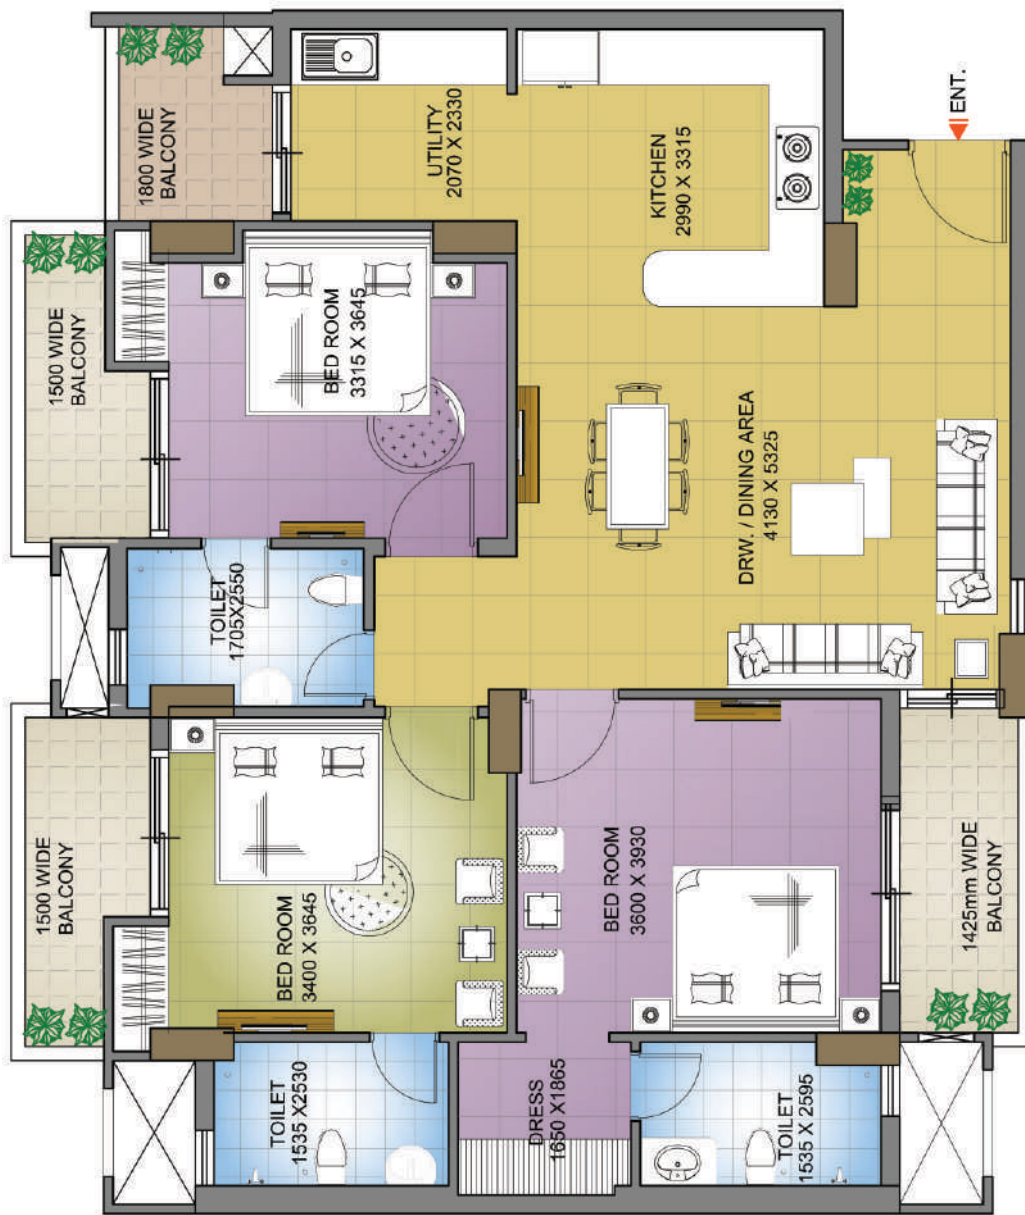 1800 WIDE
BALCONY
UTILITY
2070 X 2330
KITCHEN
2990 X 3315
ENT.
1500 WIDE
BALCONY
BED ROOM
3315 X 3645
DRW. / DINING AREA
4130 X 5325
TOILET
1705X2550
1500 WIDE
BALCONY
BED ROOM
3400 X 3645
BED ROOM
3600 X 3930
1425mm WIDE
BALCONY
TOILET
1535 X2530
DRESS
1650 X1865
TOILET
1535 X 2595